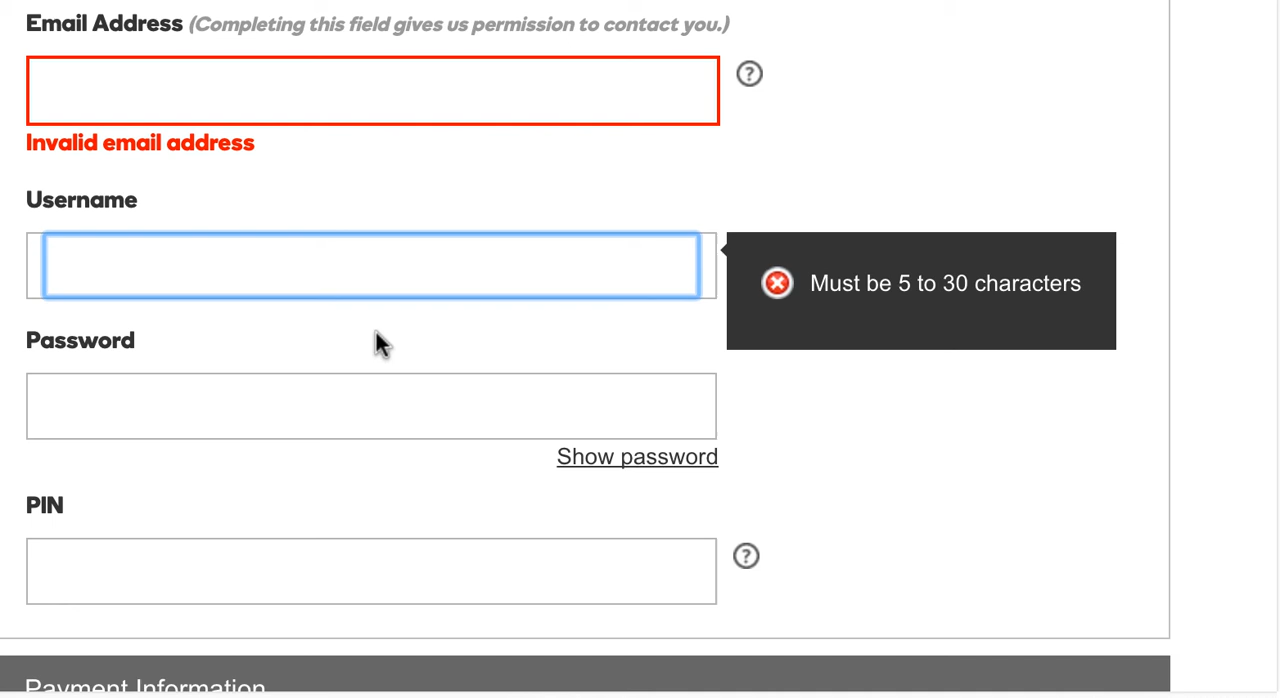 Email Address (Completing this field gives us permission to contact you.)
?
Invalid email address
Username
Must be 5 to 30 characters
Password
Show password
PIN
?
Payment Information